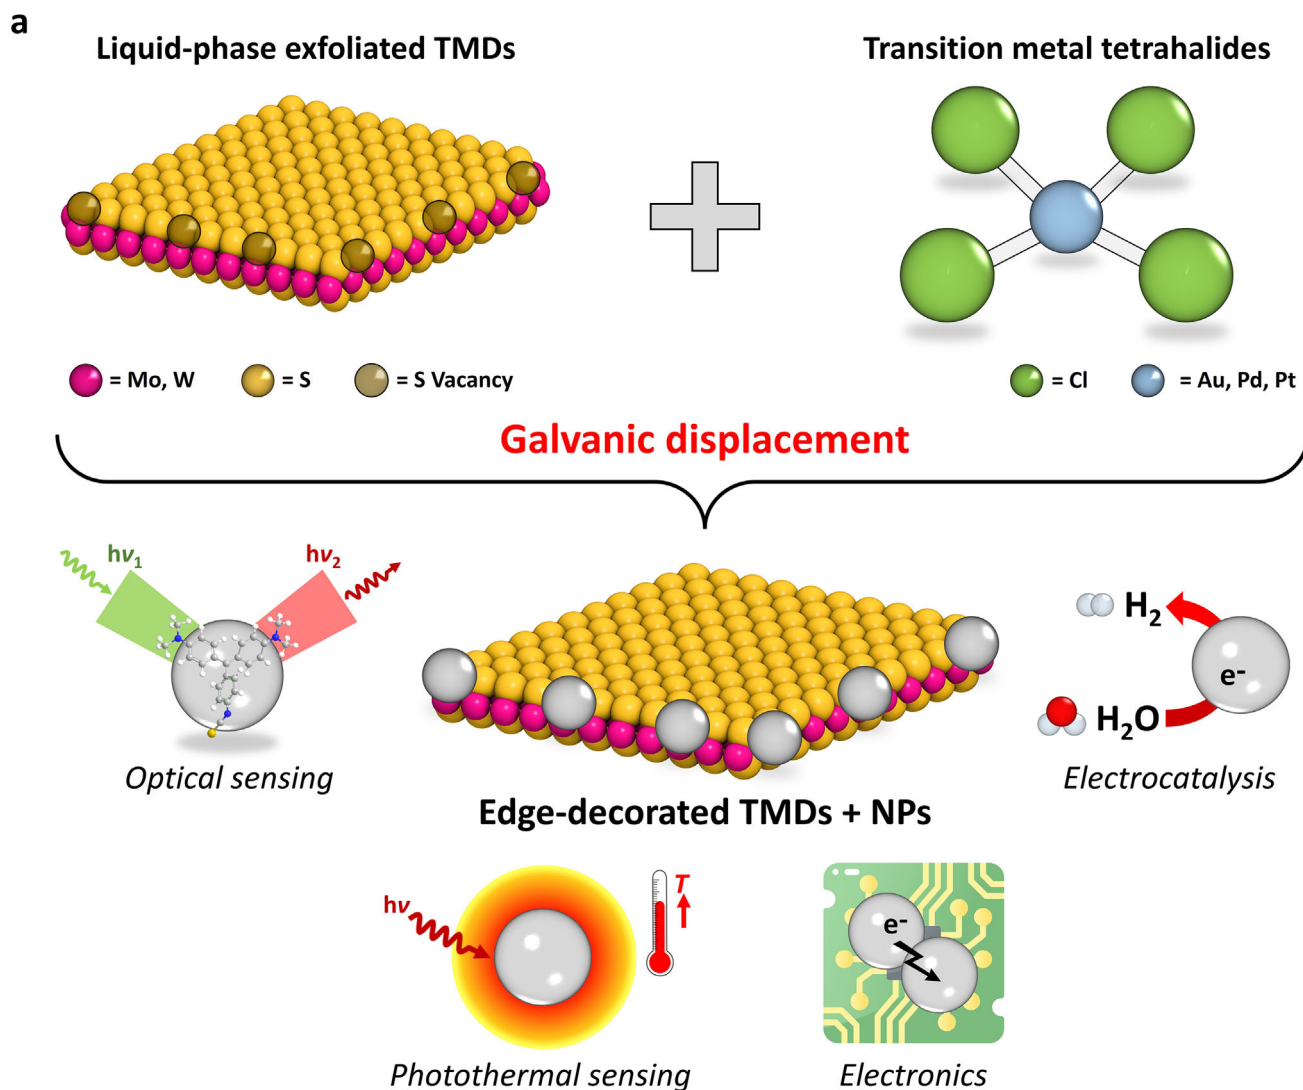 a
Liquid-phase exfoliated TMDs
Transition metal tetrahalides
= Mo, W
= S
= S Vacancy
= Cl
= Au, Pd, Pt
Galvanic displacement
hν₁
hν₂
H₂
e⁻
H₂O
Optical sensing
Electrocatalysis
Edge-decorated TMDs + NPs
hν
T
e⁻
Photothermal sensing
Electronics